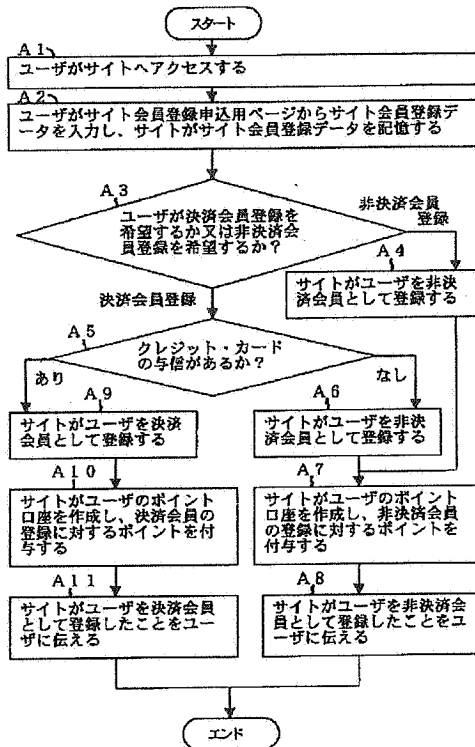 スタート
A1
ユーザがサイトへアクセスする
A2
ユーザがサイト会員登録申込用ページからサイト会員登録デ
ータを入力し、サイトがサイト会員登録データを記憶する
A3
ユーザが決済会員登録を
希望するか又は非決済会
員登録を希望するか?
非決済会員
登録
A4
サイトがユーザを非決
済会員として登録する
決済会員登録
A5
クレジット・カード
の与信があるか?
あり
なし
A9
サイトがユーザを決済
会員として登録する
A6
サイトがユーザを非決
済会員として登録する
A10
サイトがユーザのポイント
口座を作成し、決済会員の
登録に対するポイントを付
与する
A7
サイトがユーザのポイント
口座を作成し、非決済会員
の登録に対するポイントを
付与する
A11
サイトがユーザを決済会員
として登録したことをユー
ザに伝える
A8
サイトがユーザを非決済会
員として登録したことをユ
ーザに伝える
エンド